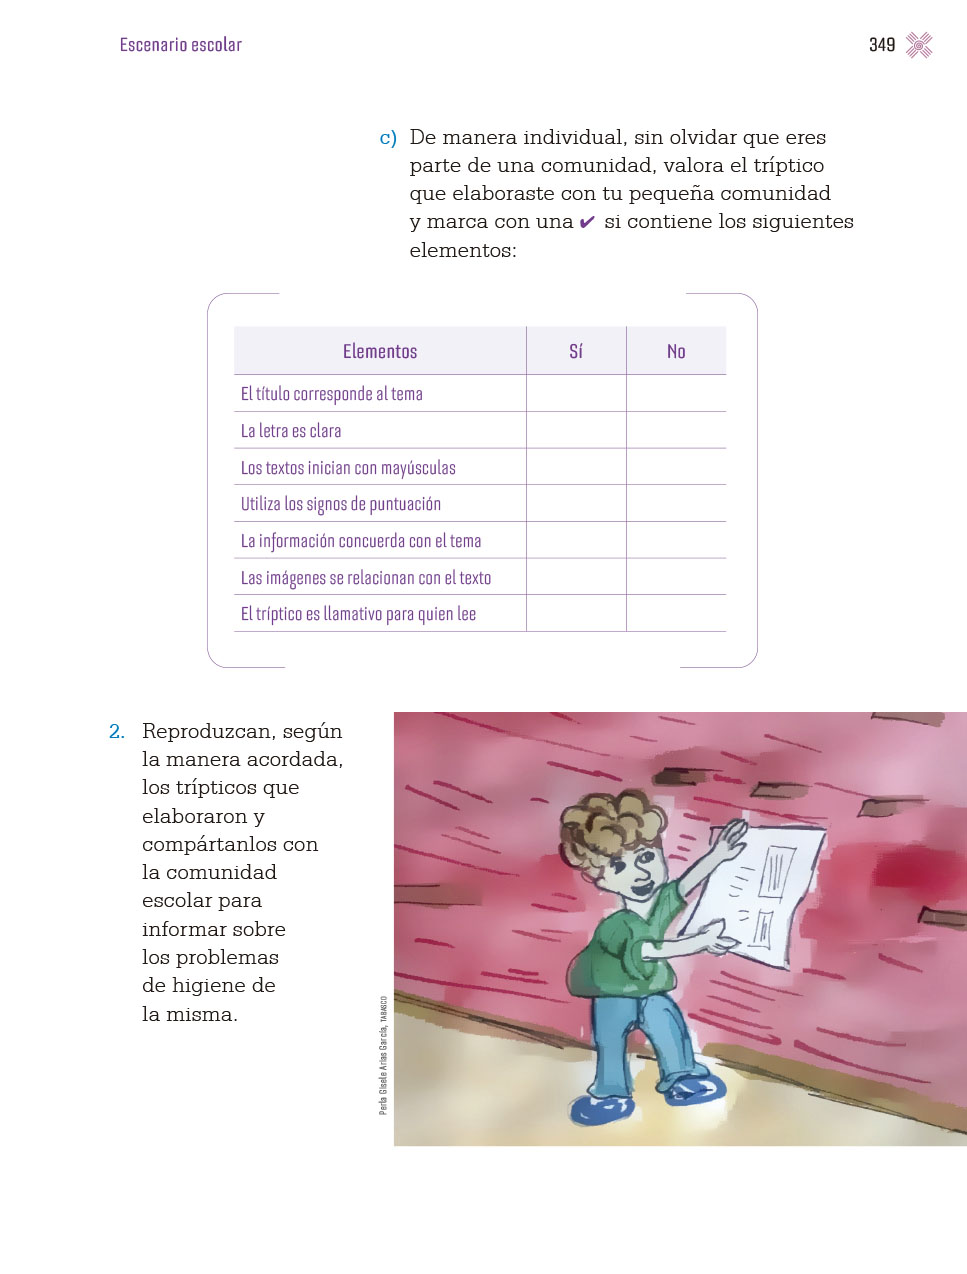 Escenario escolar
349
c) De manera individual, sin olvidar que eres
parte de una comunidad, valora el tríptico
que elaboraste con tu pequeña comunidad
y marca con una ✔ si contiene los siguientes
elementos:
Elementos Sí No
El título corresponde al tema
La letra es clara
Los textos inician con mayúsculas
Utiliza los signos de puntuación
La información concuerda con el tema
Las imágenes se relacionan con el texto
El tríptico es llamativo para quien lee
2. Reproduzcan, según
la manera acordada,
los trípticos que
elaboraron y
compártanlos con
la comunidad
escolar para
informar sobre
los problemas
de higiene de
la misma.
Perla Gisele Arias García, TABASCO